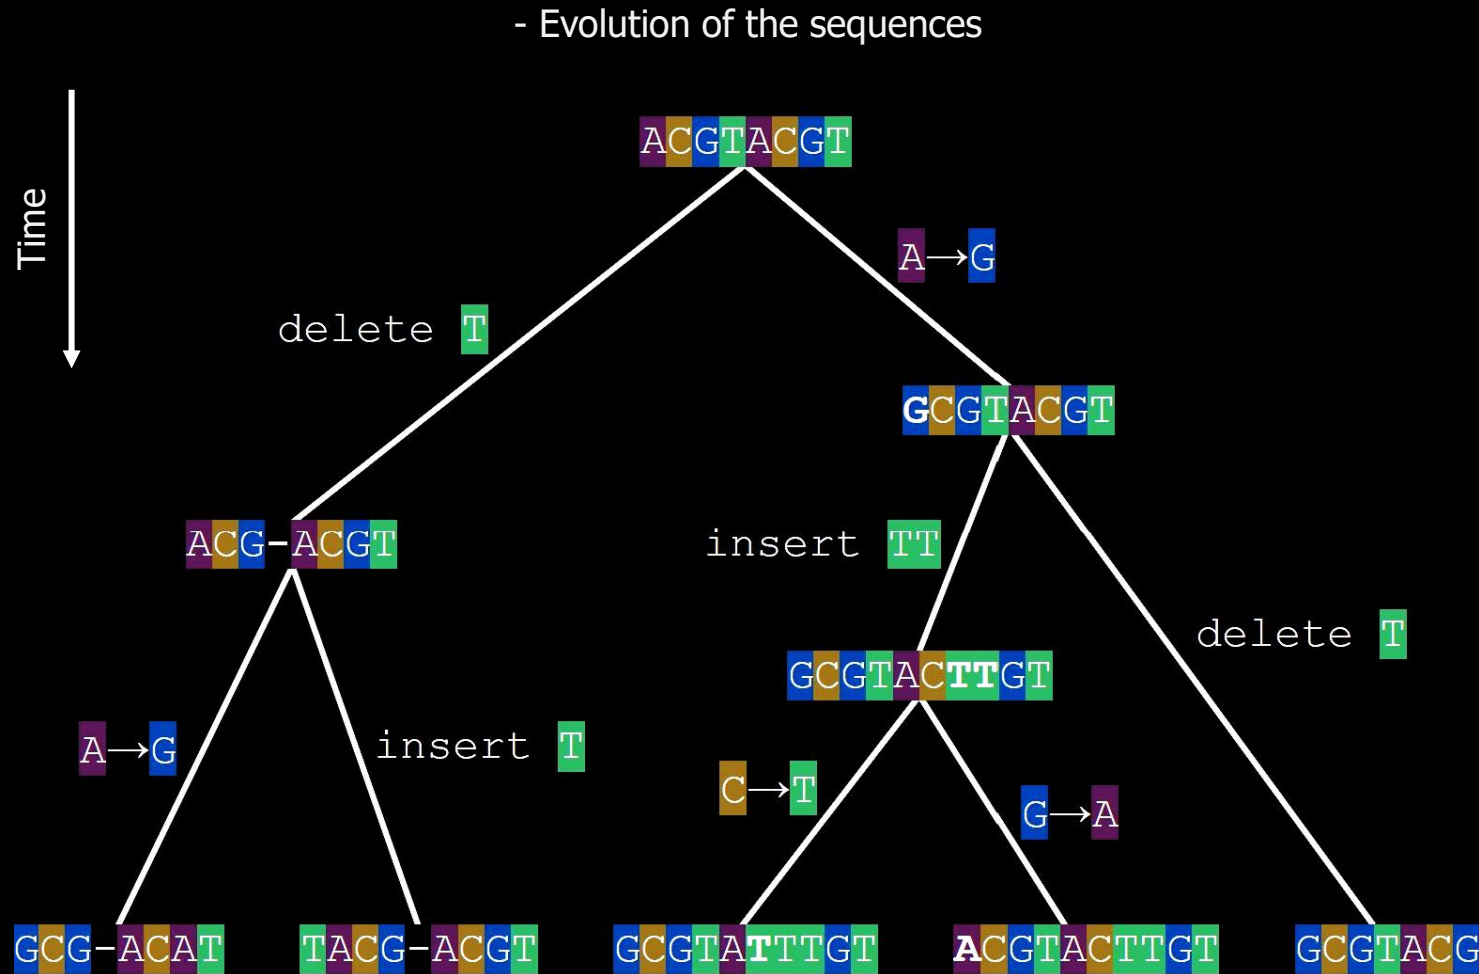 - Evolution of the sequences
Time
ACGTACGT
A→G
delete T
GCGTACGT
ACG-ACGT
insert TT
delete T
GCGTACTTGT
A→G
insert T
C→T
G→A
GCG-ACAT
TACG-ACGT
GCGTATTTGT
ACGTACTTGT
GCGTACG